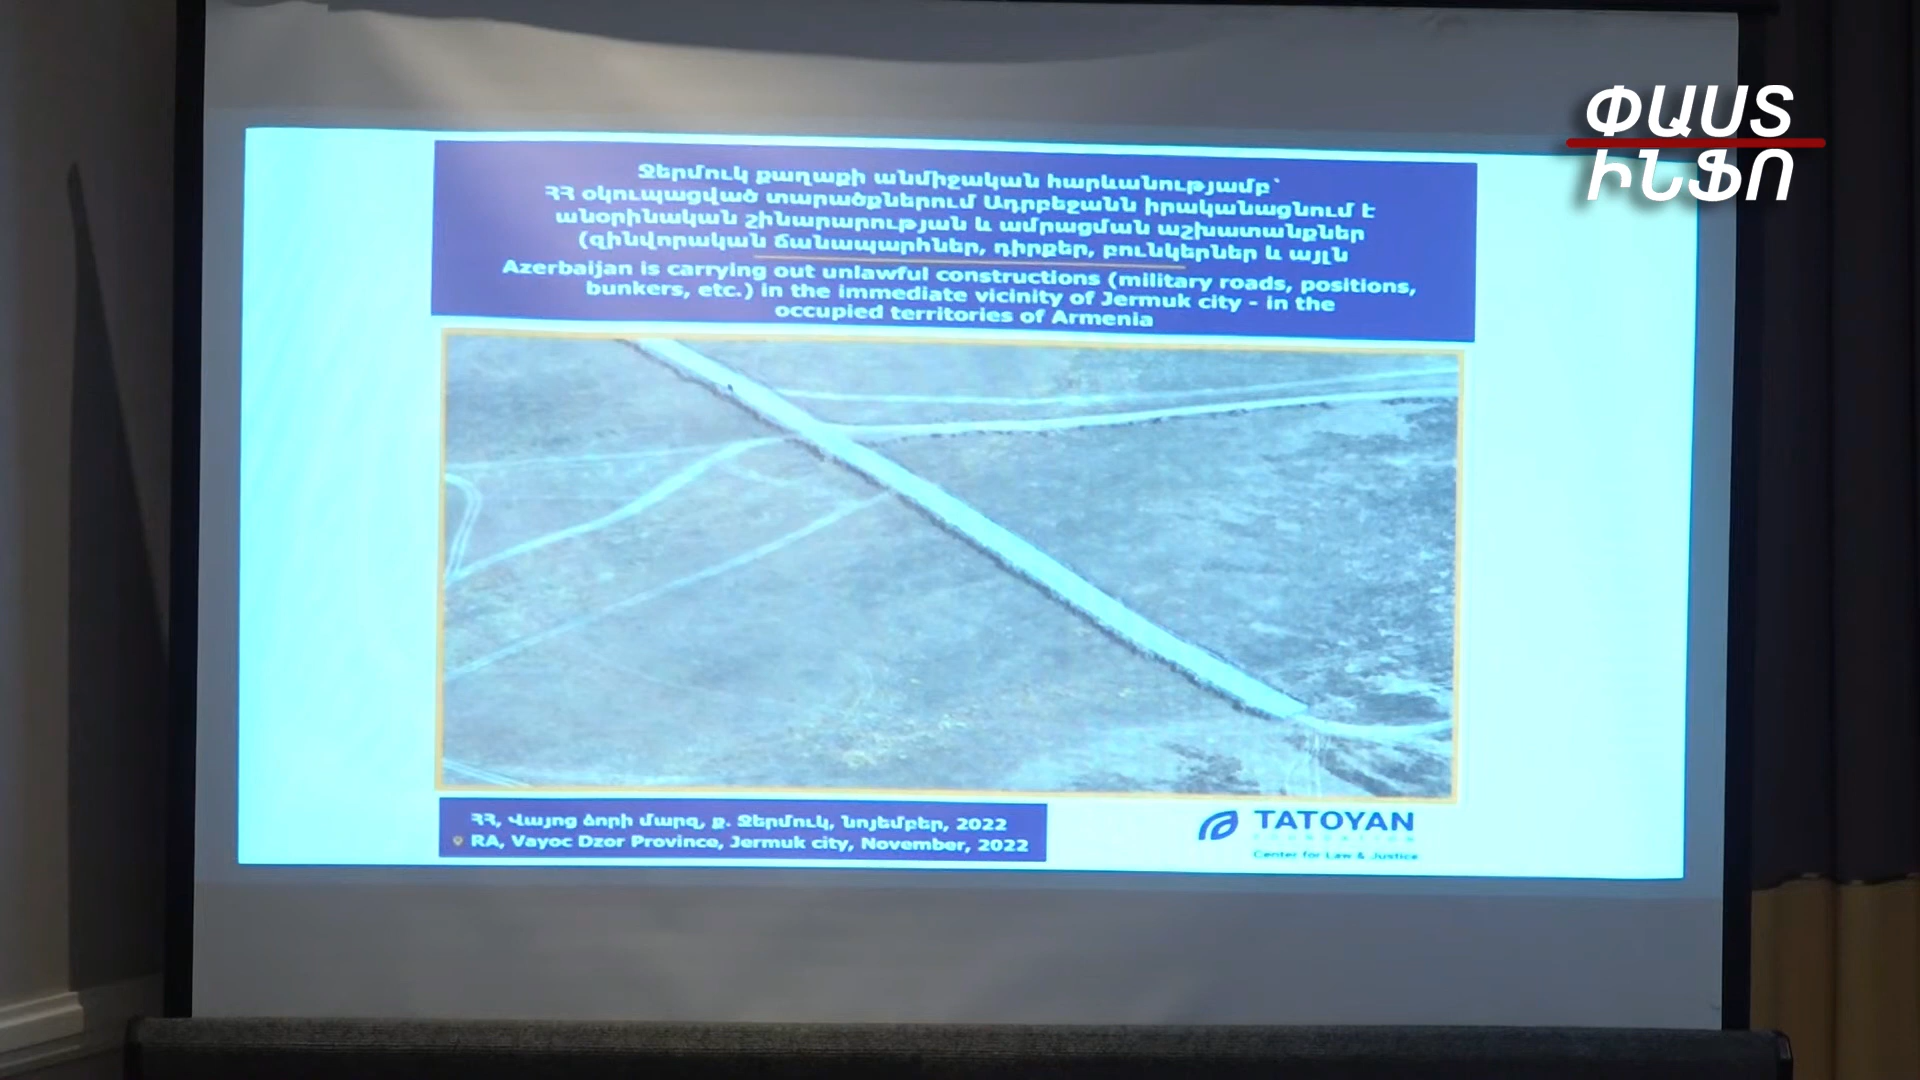 ՓԱՍՏ
ԻՆՖՈ
Ջերմուկ քաղաքի անմիջական հարևանությամբ՝
ՀՀ օկուպացված տարածքներում Ադրբեջանն իրականացնում է
անօրինական շինարարության և ամրացման աշխատանքներ
(զինվորական ճանապարհներ, դիրքեր, բունկերներ և այլն
Azerbaijan is carrying out unlawful constructions (military roads, positions,
bunkers, etc.) in the immediate vicinity of Jermuk city - in the
occupied territories of Armenia
ՀՀ, Վայոց ձորի մարզ, ք. Ջերմուկ, նոյեմբեր, 2022
RA, Vayoc Dzor Province, Jermuk city, November, 2022
TATOYAN
FOUNDATION
Center for Law & Justice